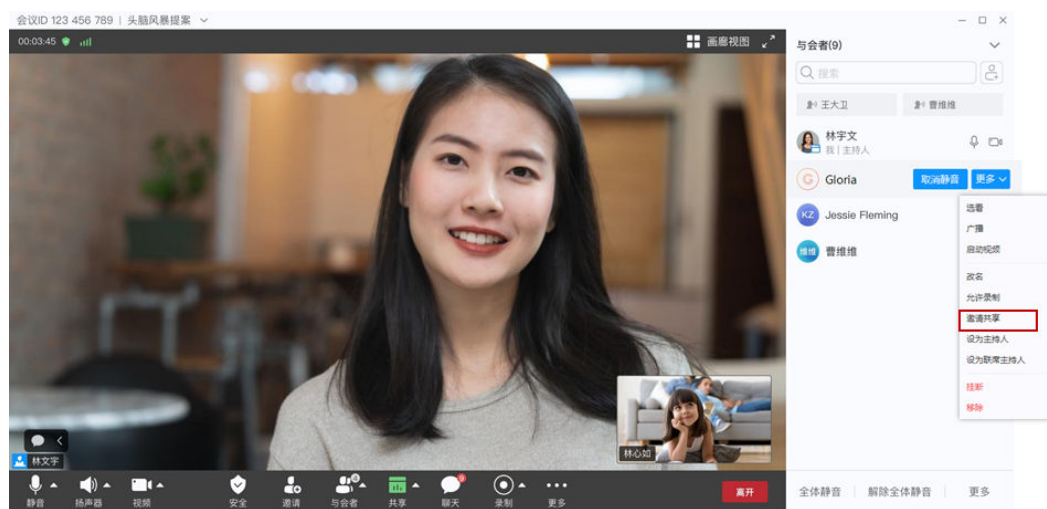 会议ID 123 456 789 | 头脑风暴提案
00:03:45
画廊视图
与会者(9)
搜索
王大卫
曹维维
林宇文
我 | 主持人
G
Gloria
取消静音
更多
KZ
Jessie Fleming
维维
曹维维
选看
广播
启动视频
改名
允许录制
邀请共享
设为主持人
设为联席主持人
挂断
移除
林心如
林文宇
静音
扬声器
视频
安全
邀请
与会者
共享
聊天
录制
更多
离开
全体静音
解除全体静音
更多